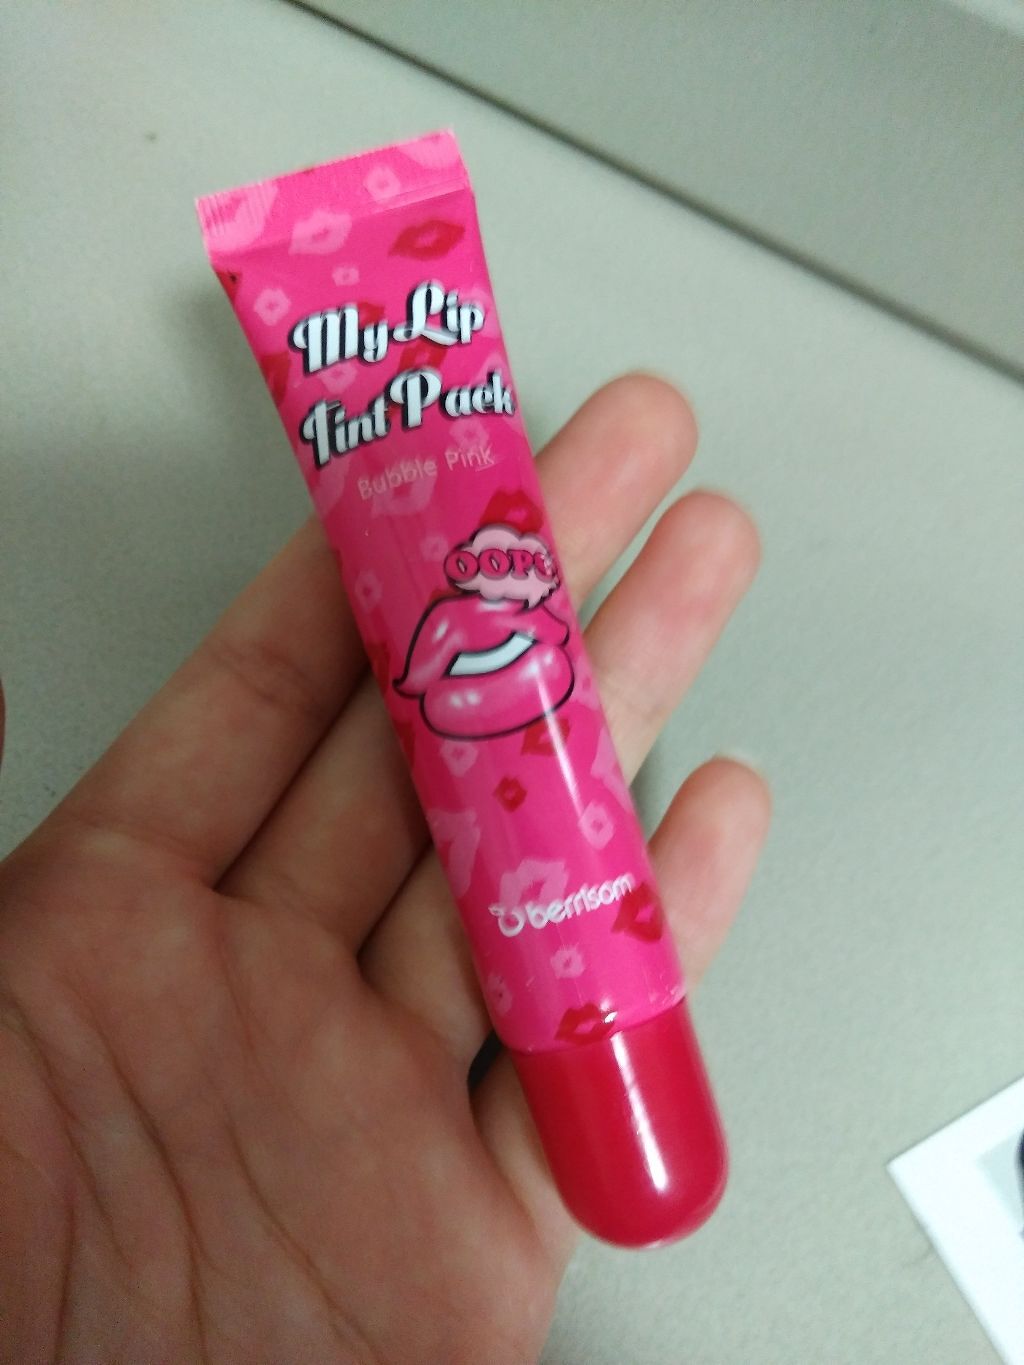 My Lip
Tint Pack
Bubble Pink
OOPS
berrisom